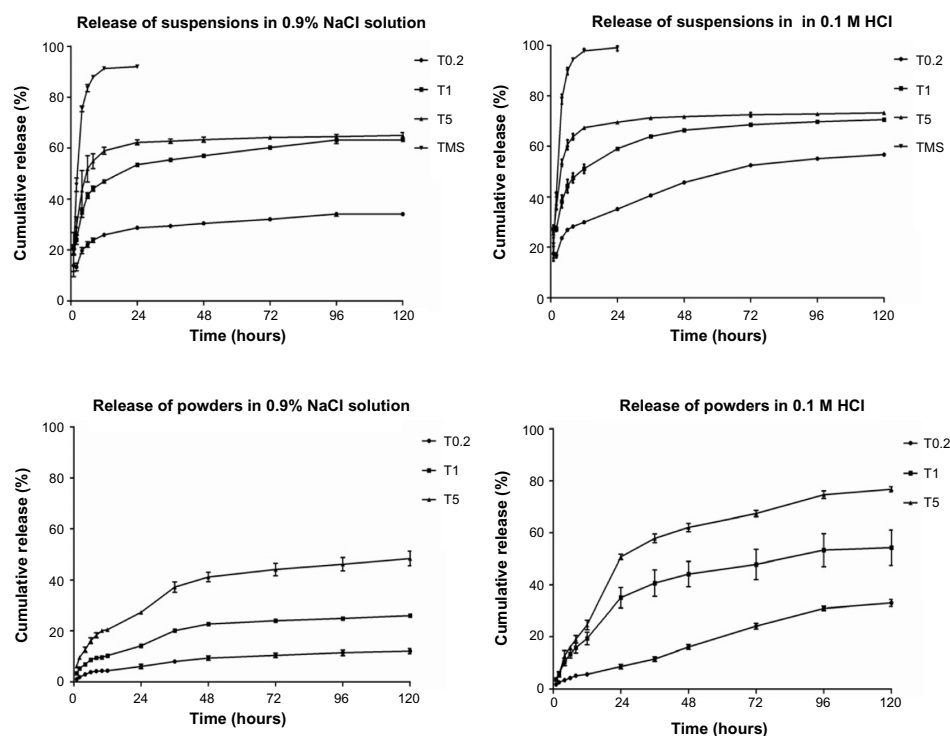 Release of suspensions in 0.9% NaCl solution
Cumulative release (%)
100
80
60
40
20
0
0 24 48 72 96 120
Time (hours)
T0.2
T1
T5
TMS
Release of suspensions in in 0.1 M HCl
Cumulative release (%)
100
80
60
40
20
0
0 24 48 72 96 120
Time (hours)
T0.2
T1
T5
TMS
Release of powders in 0.9% NaCl solution
Cumulative release (%)
100
80
60
40
20
0
0 24 48 72 96 120
Time (hours)
T0.2
T1
T5
Release of powders in 0.1 M HCl
Cumulative release (%)
100
80
60
40
20
0
0 24 48 72 96 120
Time (hours)
T0.2
T1
T5